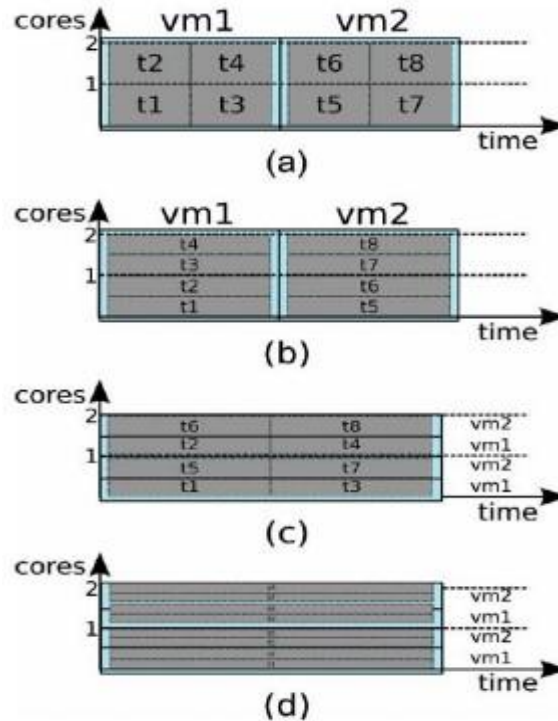 cores
vm1 vm2
2
t2 t4 t6 t8
1
t1 t3 t5 t7
time
(a)
cores
vm1 vm2
2
t4 t8
t3 t7
1
t2 t6
t1 t5
time
(b)
cores
2
t6 t8 vm2
t2 t4 vm1
1
t5 t7 vm2
t1 t3 vm1
time
(c)
cores
2
vm2
vm1
1
vm2
vm1
time
(d)